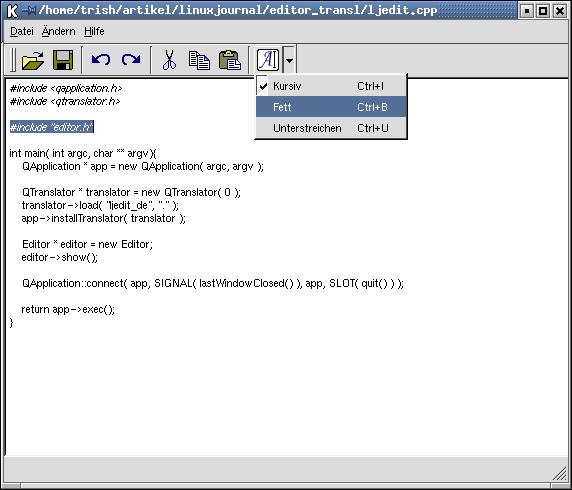 /home/trish/artikel/linuxjournal/editor_transl/ljedit.cpp
Datei Ändern Hilfe
A
Kursiv Ctrl+I
Fett Ctrl+B
Unterstreichen Ctrl+U
#include <qapplication.h>
#include <qtranslator.h>
#include "editor.h"
int main( int argc, char ** argv ){
QApplication * app = new QApplication( argc, argv );
QTranslator * translator = new QTranslator( 0 );
translator->load( "ljedit_de", "." );
app->installTranslator( translator );
Editor * editor = new Editor;
editor->show();
QApplication::connect( app, SIGNAL( lastWindowClosed() ), app, SLOT( quit() ) );
return app->exec();
}